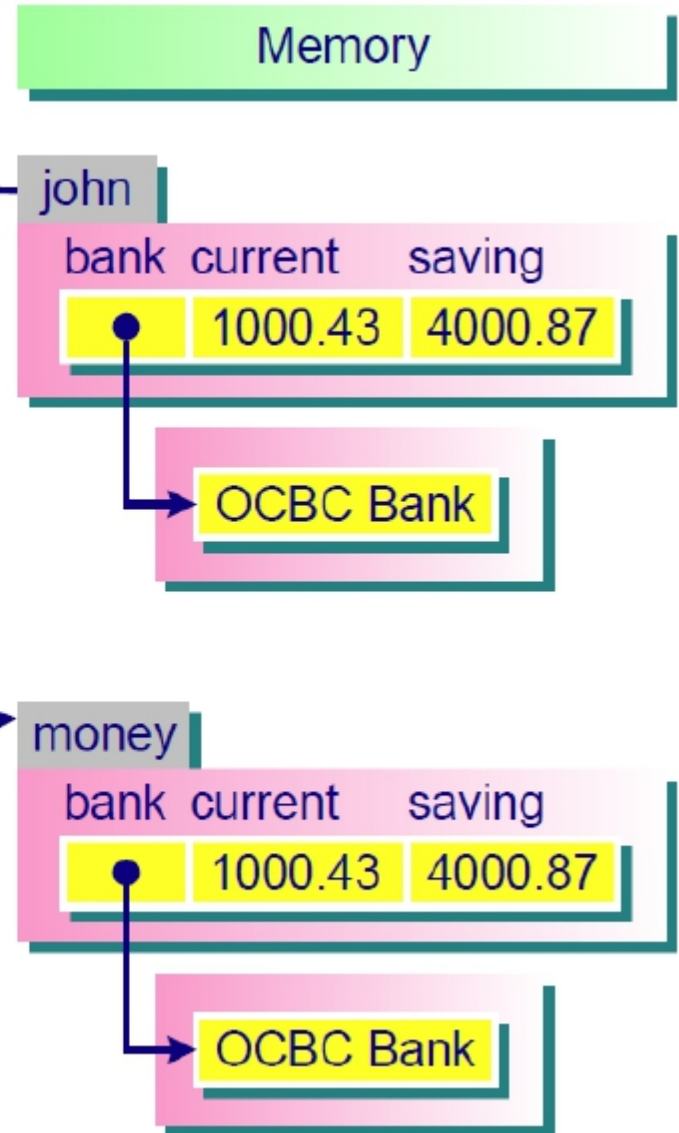 Memory
john
bank current saving
1000.43 4000.87
OCBC Bank
money
bank current saving
1000.43 4000.87
OCBC Bank